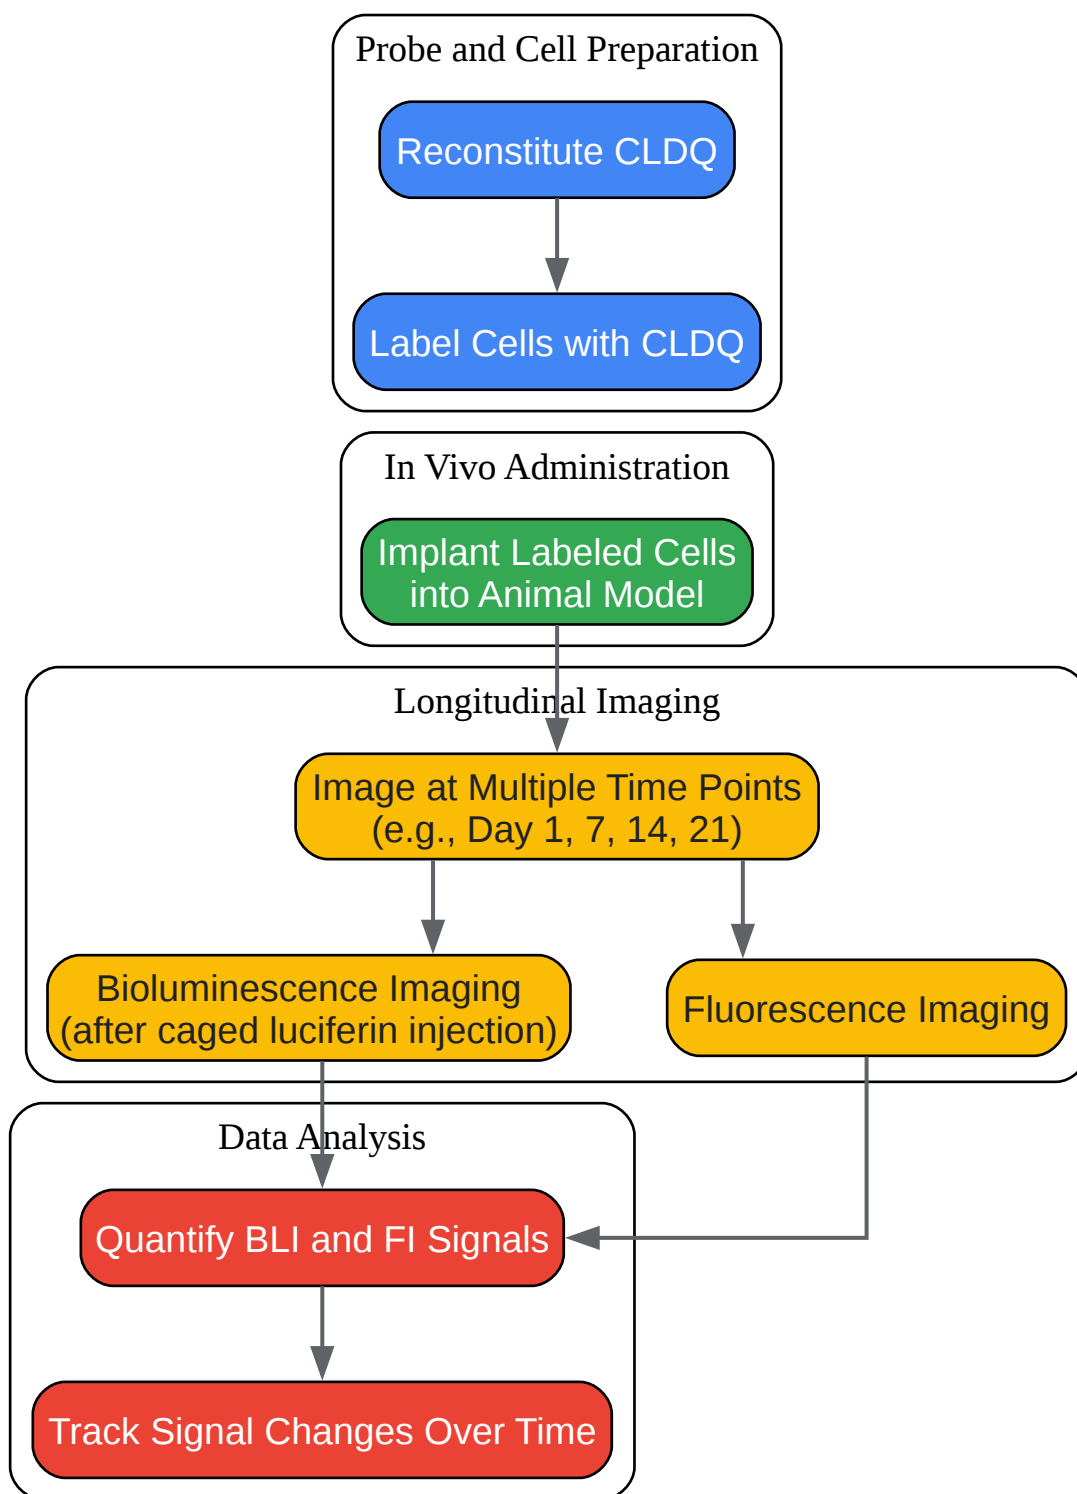 Probe and Cell Preparation
Reconstitute CLDQ
Label Cells with CLDQ
In Vivo Administration
Implant Labeled Cells
into Animal Model
Longitudinal Imaging
Image at Multiple Time Points
(e.g., Day 1, 7, 14, 21)
Bioluminescence Imaging
(after caged luciferin injection)
Fluorescence Imaging
Data Analysis
Quantify BLI and FI Signals
Track Signal Changes Over Time